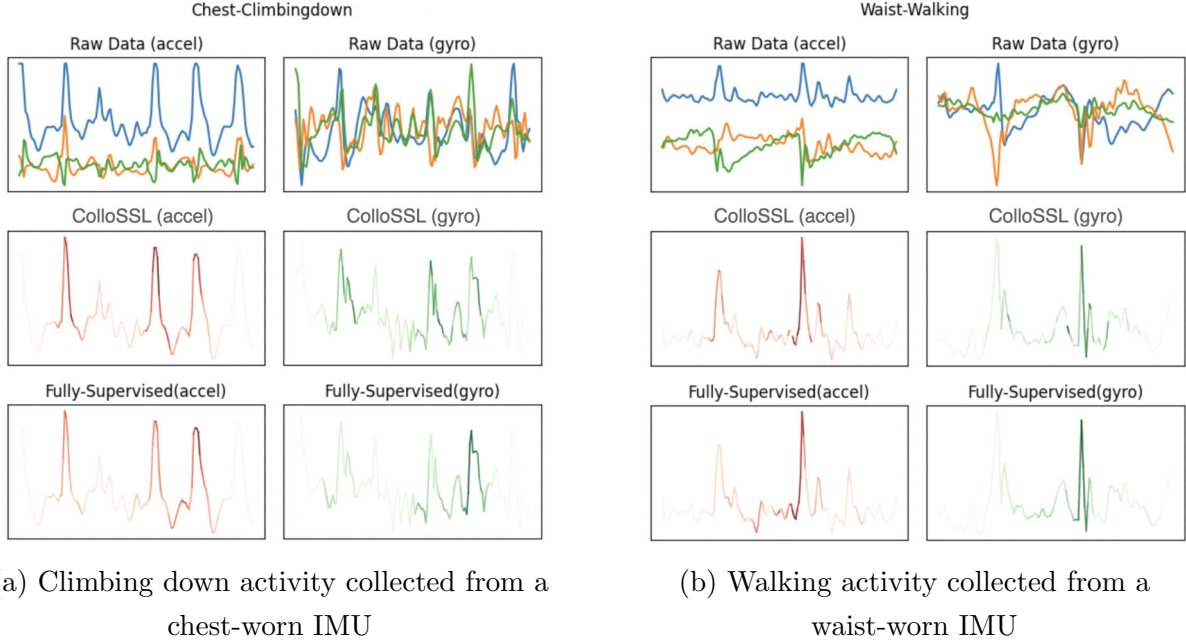 Chest-Climbingdown
Raw Data (accel)
Raw Data (gyro)
ColloSSL (accel)
ColloSSL (gyro)
Fully-Supervised(accel)
Fully-Supervised(gyro)
a) Climbing down activity collected from a
chest-worn IMU
Waist-Walking
Raw Data (accel)
Raw Data (gyro)
ColloSSL (accel)
ColloSSL (gyro)
Fully-Supervised(accel)
Fully-Supervised(gyro)
(b) Walking activity collected from a
waist-worn IMU